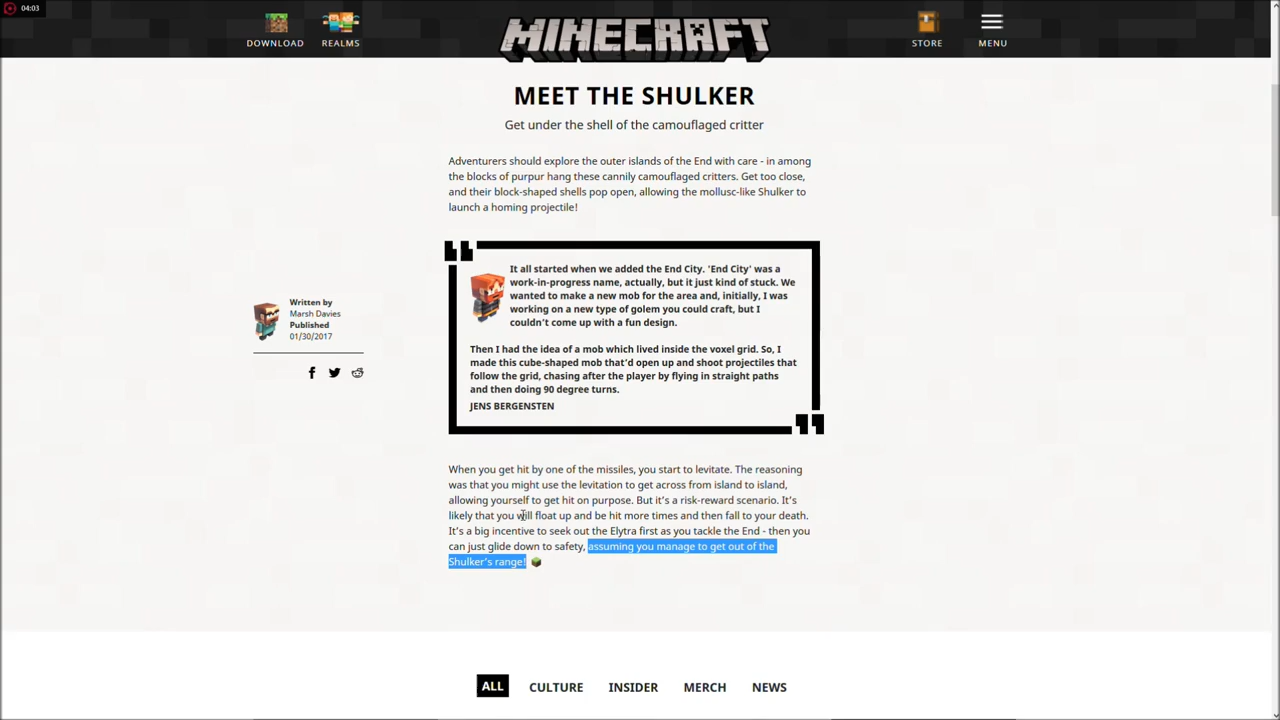 04:03
DOWNLOAD
REALMS
MINECRAFT
STORE
MENU
MEET THE SHULKER
Get under the shell of the camouflaged critter
Adventurers should explore the outer islands of the End with care - in among
the blocks of purpur hang these cannily camouflaged critters. Get too close,
and their block-shaped shells pop open, allowing the mollusc-like Shulker to
launch a homing projectile!
It all started when we added the End City. 'End City' was a
work-in-progress name, actually, but it just kind of stuck. We
wanted to make a new mob for the area and, initially, I was
working on a new type of golem you could craft, but I
couldn't come up with a fun design.
Then I had the idea of a mob which lived inside the voxel grid. So, I
made this cube-shaped mob that'd open up and shoot projectiles that
follow the grid, chasing after the player by flying in straight paths
and then doing 90 degree turns.
JENS BERGENSTEN
Written by
Marsh Davies
Published
01/30/2017
When you get hit by one of the missiles, you start to levitate. The reasoning
was that you might use the levitation to get across from island to island,
allowing yourself to get hit on purpose. But it's a risk-reward scenario. It's
likely that you will float up and be hit more times and then fall to your death.
It's a big incentive to seek out the Elytra first as you tackle the End - then you
can just glide down to safety, assuming you manage to get out of the
Shulker's range!
ALL
CULTURE
INSIDER
MERCH
NEWS